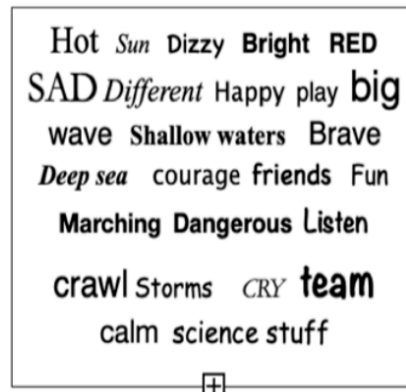 Hot Sun Dizzy Bright RED
SAD Different Happy play big
wave Shallow waters Brave
Deep sea courage friends Fun
Marching Dangerous Listen
crawl Storms CRY team
calm science stuff